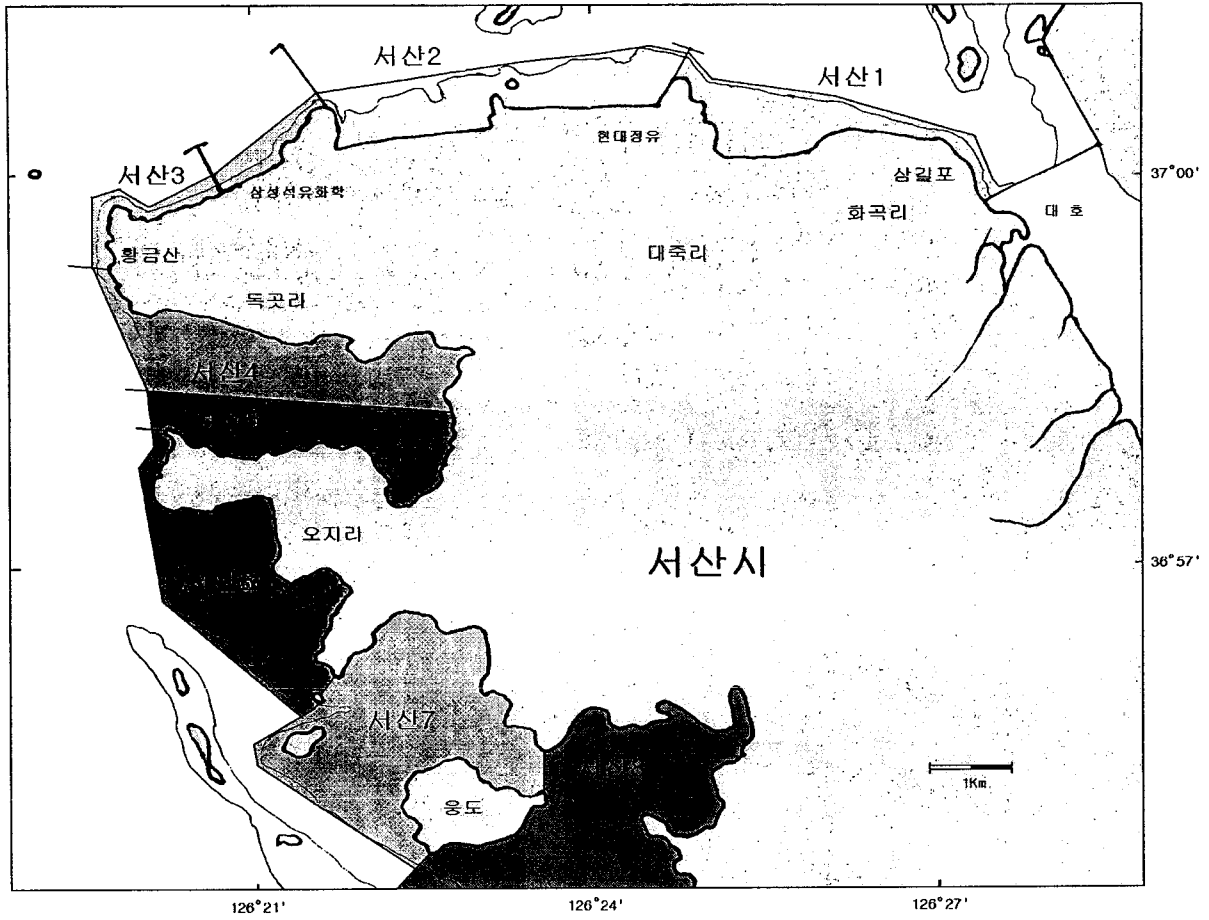 서산2
서산1
서산3
현대정유
삼성석유화학
삼길포
37°00'
화곡리
대 호
황금산
대죽리
독곳리
서산4
오지리
서산시
36°57'
서산7
1Km
웅도
126°21'
126°24'
126°27'